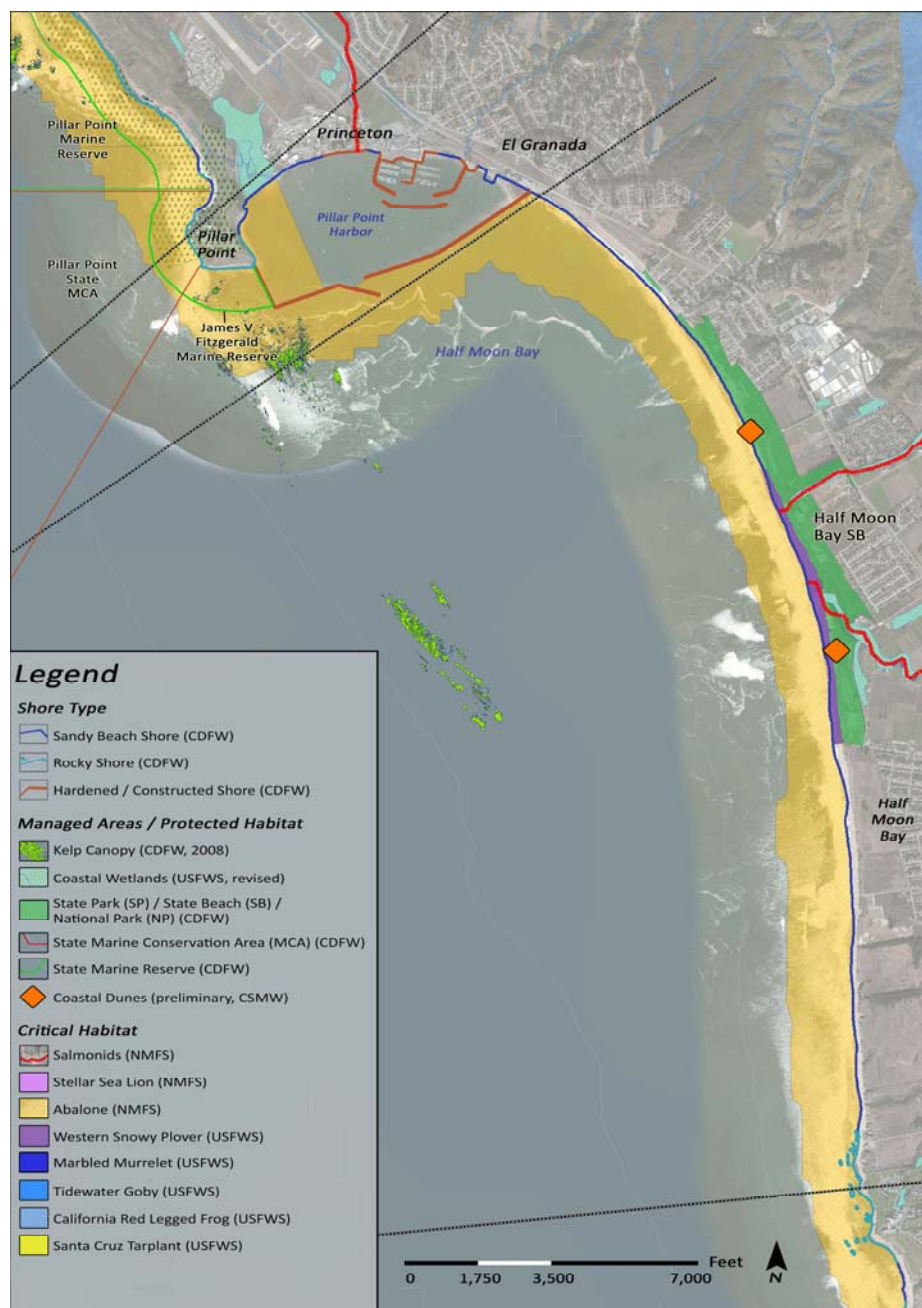 Pillar Point
Marine
Reserve
Princeton
El Granada
Pillar Point
Harbor
Pillar
Point
Pillar Point
State
MCA
James V
Fitzgerald
Marine Reserve
Half Moon Bay
Half Moon
Bay SB
Half
Moon
Bay
Legend
Shore Type
Sandy Beach Shore (CDFW)
Rocky Shore (CDFW)
Hardened / Constructed Shore (CDFW)
Managed Areas / Protected Habitat
Kelp Canopy (CDFW, 2008)
Coastal Wetlands (USFWS, revised)
State Park (SP) / State Beach (SB) /
National Park (NP) (CDFW)
State Marine Conservation Area (MCA) (CDFW)
State Marine Reserve (CDFW)
Coastal Dunes (preliminary, CSMW)
Critical Habitat
Salmonids (NMFS)
Stellar Sea Lion (NMFS)
Abalone (NMFS)
Western Snowy Plover (USFWS)
Marbled Murrelet (USFWS)
Tidewater Goby (USFWS)
California Red Legged Frog (USFWS)
Santa Cruz Tarplant (USFWS)
Feet
0 1,750 3,500 7,000
N